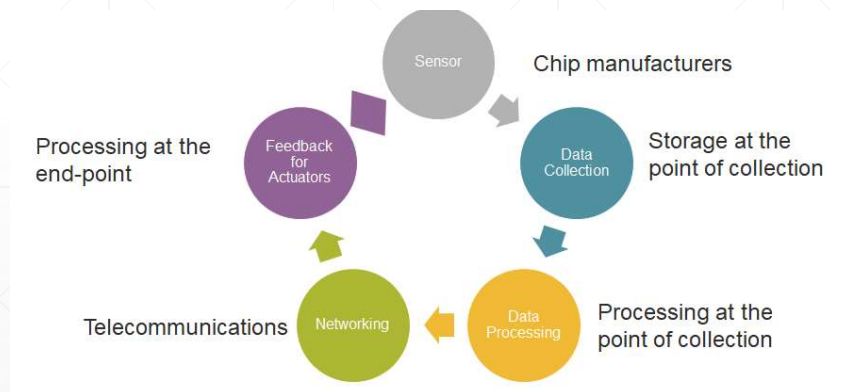 Sensor
Chip manufacturers
Data
Collection
Storage at the
point of collection
Data
Processing
Processing at the
point of collection
Networking
Telecommunications
Feedback
for
Actuators
Processing at the
end-point